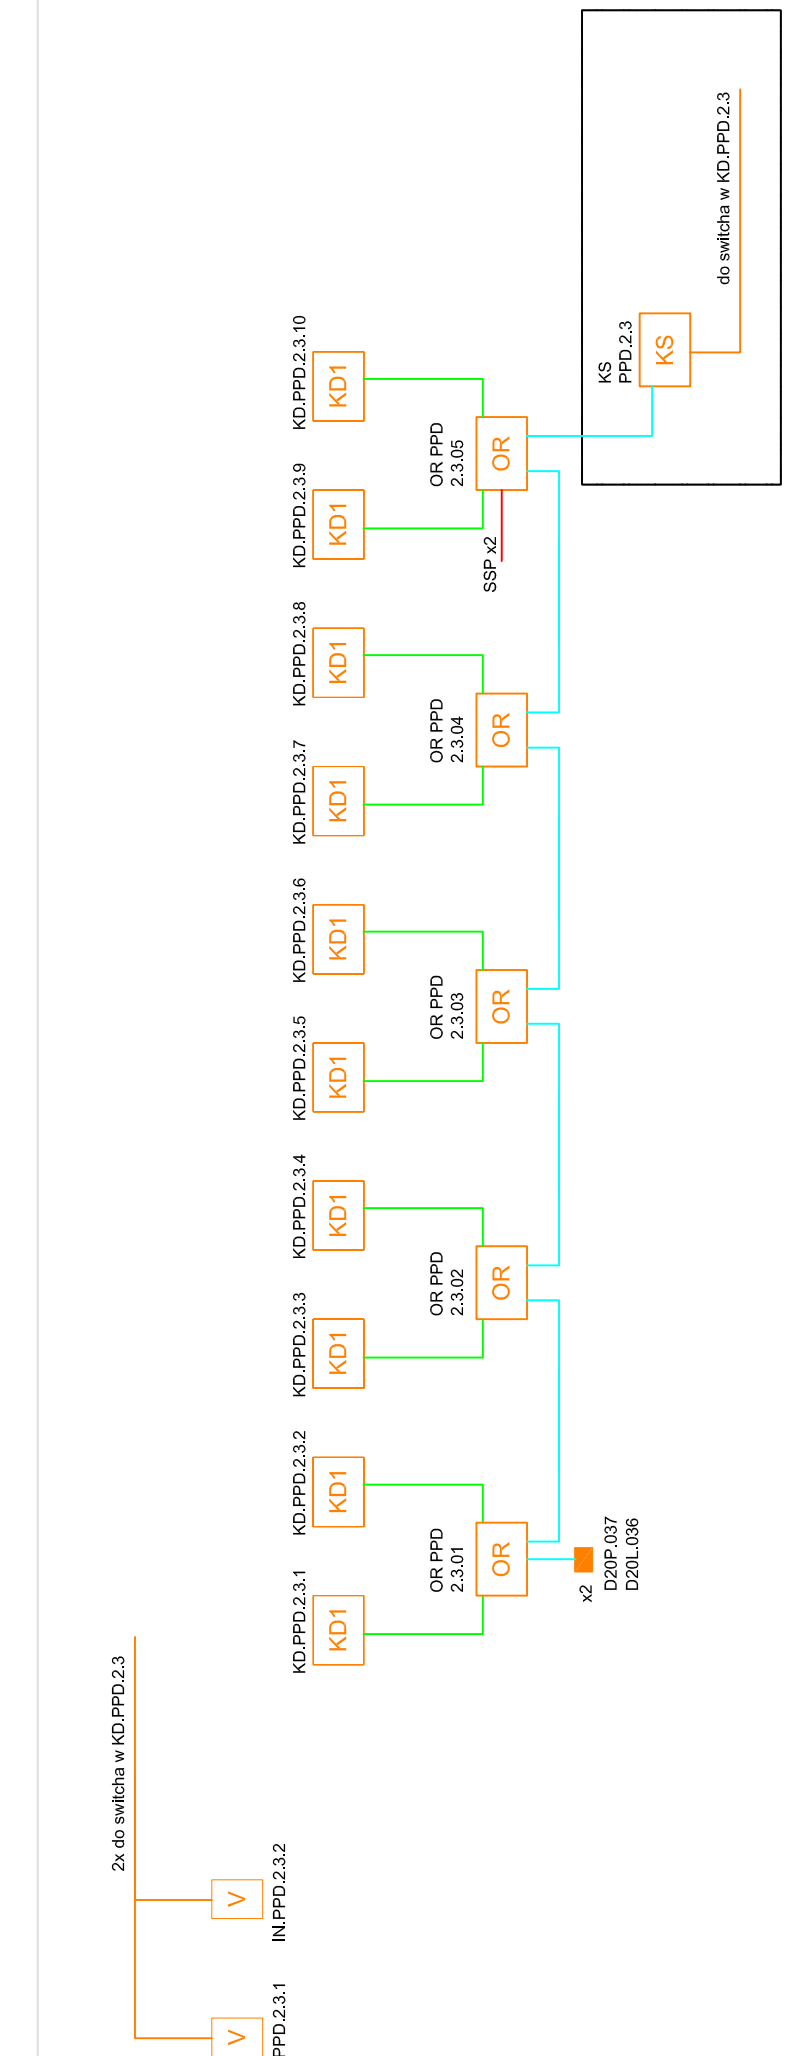 do switcha w KD.PPD.2.3
KS
PPD.2.3
KS
KD.PPD.2.3.10
KD1
OR PPD
2.3.05
OR
KD.PPD.2.3.9
KD1
SSP x2
KD.PPD.2.3.8
KD1
OR PPD
2.3.04
OR
KD.PPD.2.3.7
KD1
KD.PPD.2.3.6
KD1
OR PPD
2.3.03
OR
KD.PPD.2.3.5
KD1
KD.PPD.2.3.4
KD1
OR PPD
2.3.02
OR
KD.PPD.2.3.3
KD1
KD.PPD.2.3.2
KD1
OR PPD
2.3.01
OR
x2
D20P.037
D20L.036
KD.PPD.2.3.1
KD1
2x do switcha w KD.PPD.2.3
V
IN.PPD.2.3.2
V
PPD.2.3.1